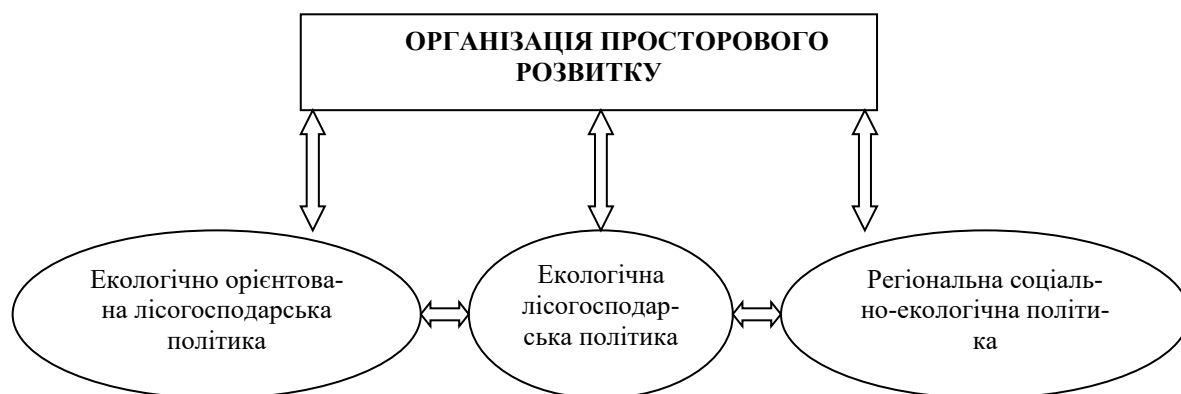 ОРГАНІЗАЦІЯ ПРОСТОРОВОГО
РОЗВИТКУ
Екологічно орієнтова-
на лісогосподарська
політика
Екологічна
лісогосподар-
ська політика
Регіональна соціаль-
но-екологічна політи-
ка